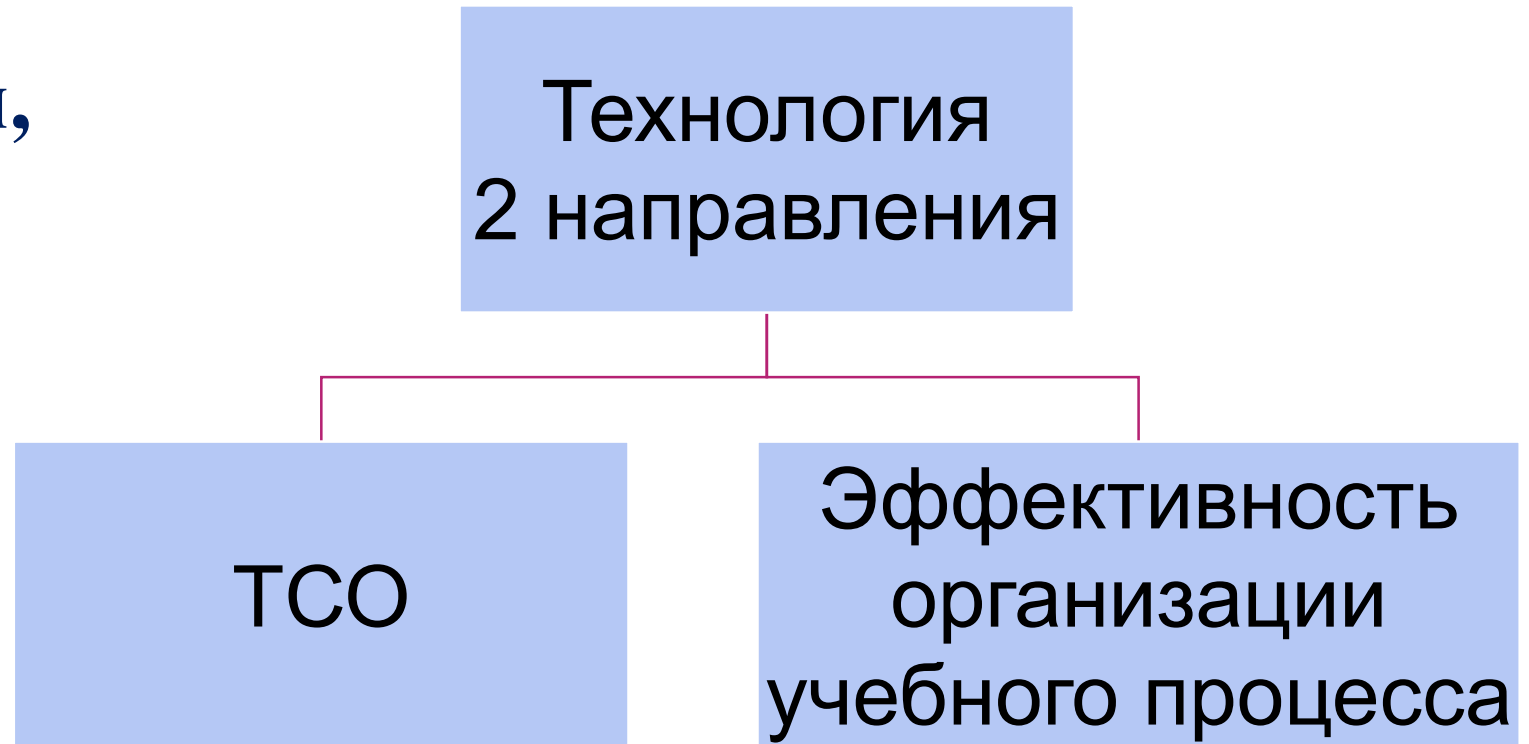 Технология
2 направления
ТСО
Эффективность
организации
учебного процесса